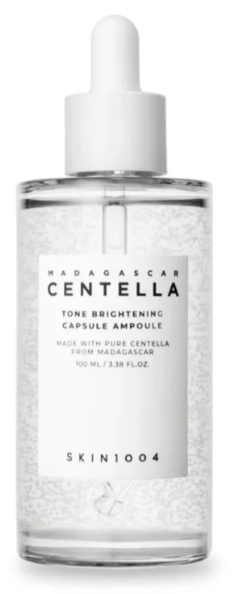 MADAGASCAR
CENTELLA
TONE BRIGHTENING
CAPSULE AMPOULE
MADE WITH PURE CENTELLA
FROM MADAGASCAR
100 ML / 3.38 FL.OZ.
SKIN1004